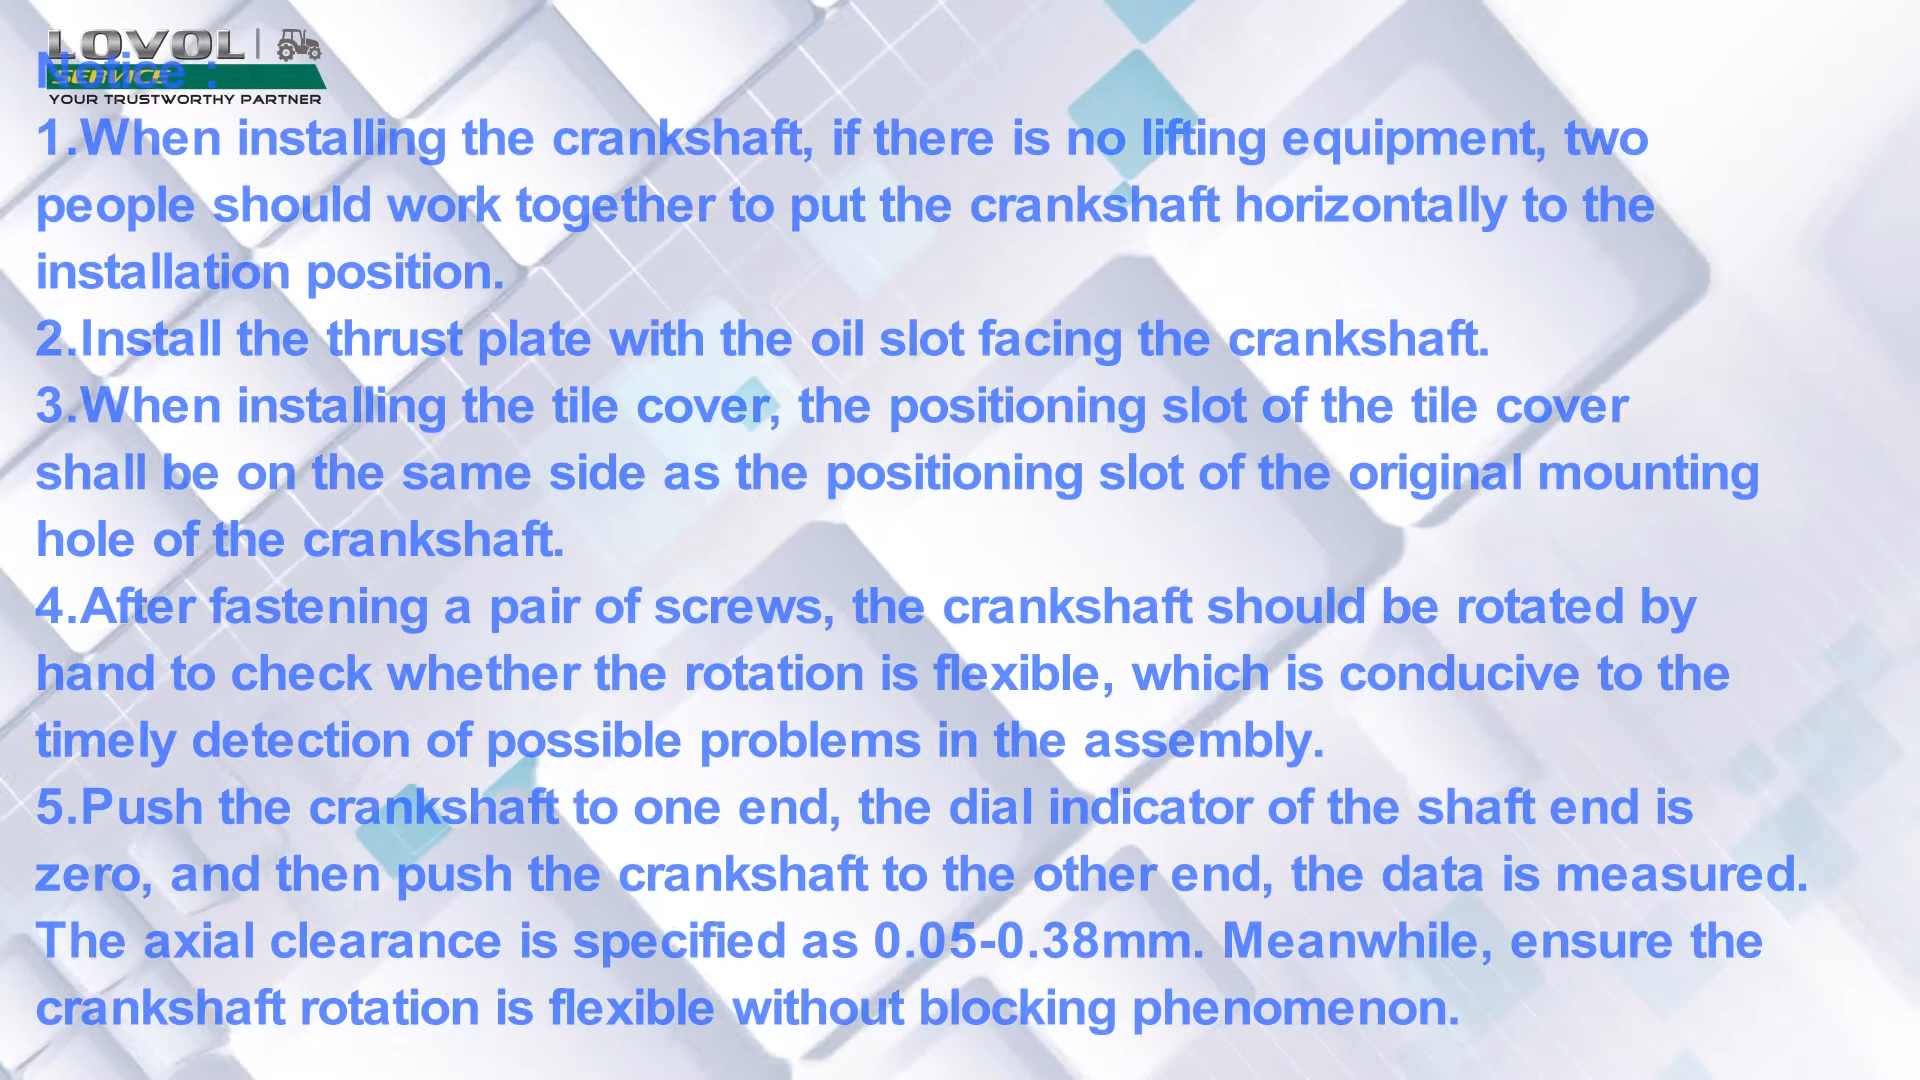 LOVOL
Notice :
SERVICE
YOUR TRUSTWORTHY PARTNER
1.When installing the crankshaft, if there is no lifting equipment, two
people should work together to put the crankshaft horizontally to the
installation position.
2.Install the thrust plate with the oil slot facing the crankshaft.
3.When installing the tile cover, the positioning slot of the tile cover
shall be on the same side as the positioning slot of the original mounting
hole of the crankshaft.
4.After fastening a pair of screws, the crankshaft should be rotated by
hand to check whether the rotation is flexible, which is conducive to the
timely detection of possible problems in the assembly.
5.Push the crankshaft to one end, the dial indicator of the shaft end is
zero, and then push the crankshaft to the other end, the data is measured.
The axial clearance is specified as 0.05-0.38mm. Meanwhile, ensure the
crankshaft rotation is flexible without blocking phenomenon.